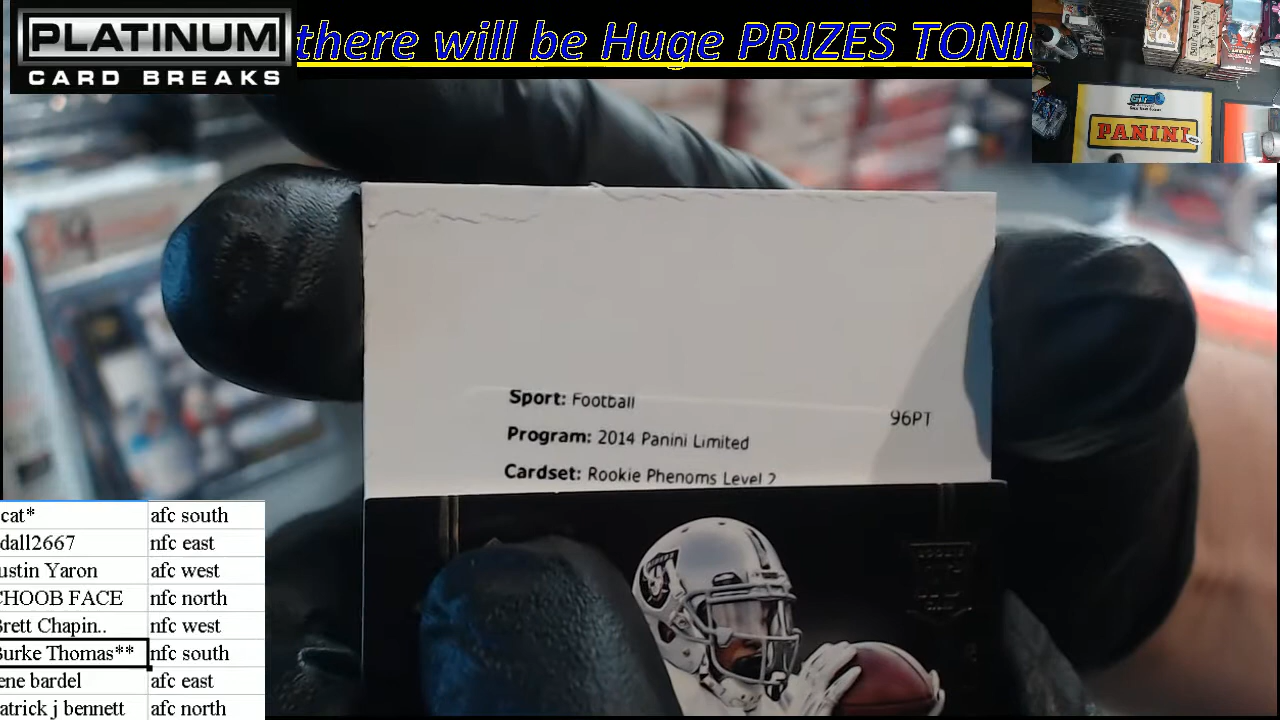 PLATINUM
CARD BREAKS
there will be Huge PRIZES TONI
PANINI
Sport: Football
96PT
Program: 2014 Panini Limited
Cardset: Rookie Phenoms Level 2
cat* afc south
dall2667 nfc east
ustin Yaron afc west
CHOOB FACE nfc north
Brett Chapin.. nfc west
Burke Thomas** nfc south
ene bardel afc east
atrick j bennett afc north